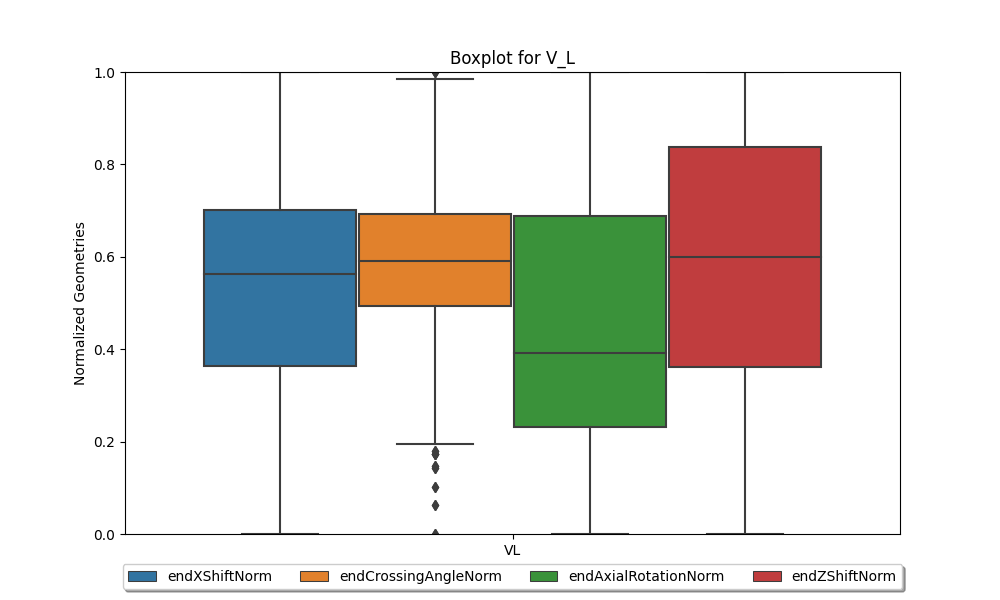 Boxplot for V_L
1.0
0.8
0.6
0.4
0.2
0.0
Normalized Geometries
VL
endXShiftNorm endCrossingAngleNorm endAxialRotationNorm endZShiftNorm